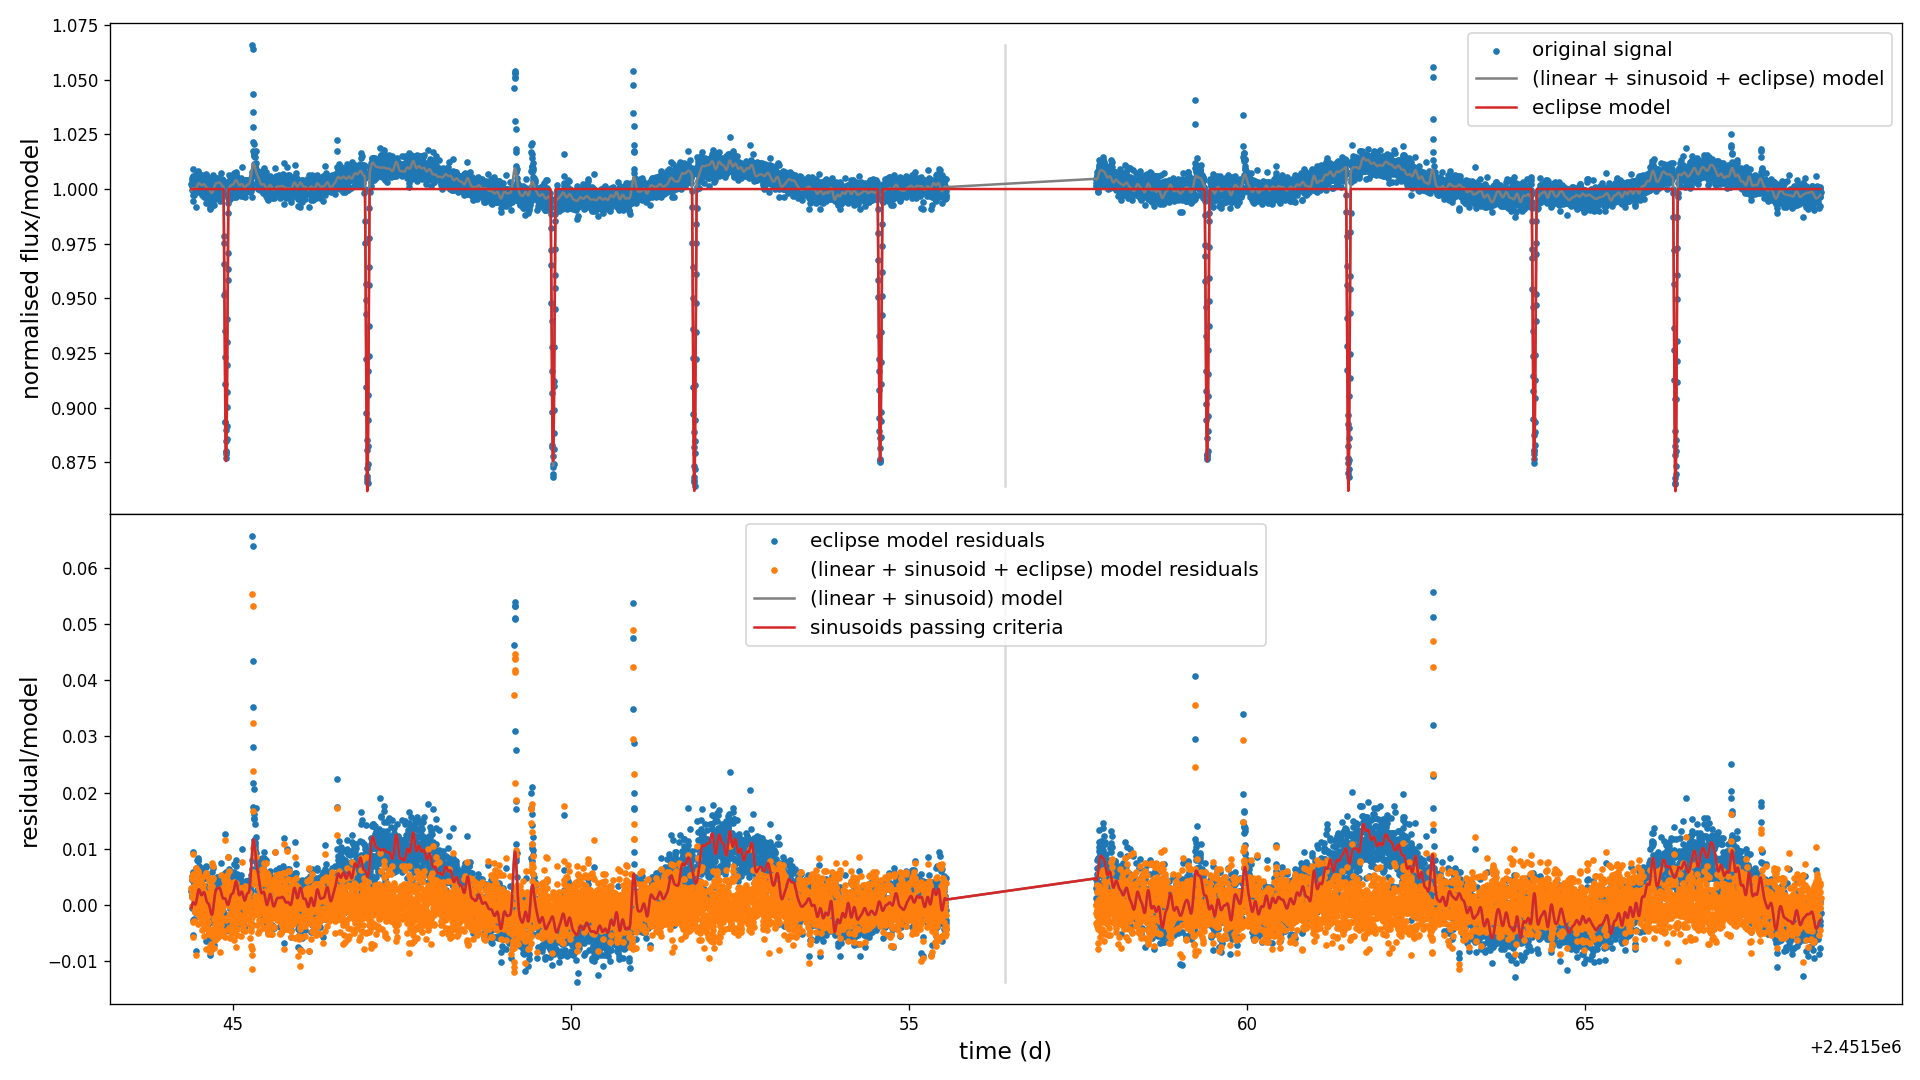 1.075
1.050
1.025
1.000
0.975
0.950
0.925
0.900
0.875
normalised flux/model
original signal
(linear + sinusoid + eclipse) model
eclipse model
0.06
0.05
0.04
0.03
0.02
0.01
0.00
−0.01
residual/model
eclipse model residuals
(linear + sinusoid + eclipse) model residuals
(linear + sinusoid) model
sinusoids passing criteria
45
50
55
60
65
time (d)
+2.4515e6